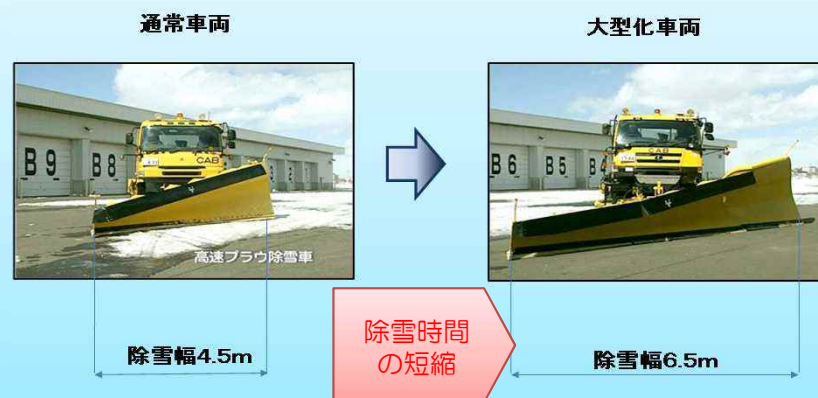 通常車両
大型化車両
B9
B8
CAB
高速プラウ除雪車
B6
B5
CAB
除雪時間
の短縮
除雪幅4.5m
除雪幅6.5m